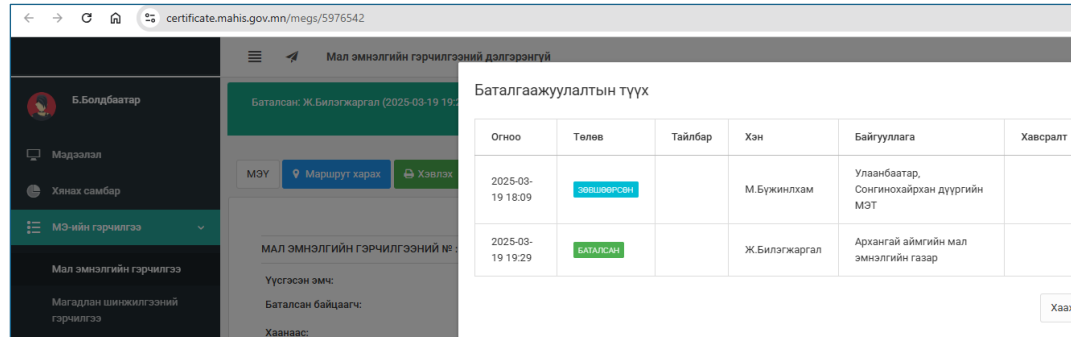 certificate.mahis.gov.mn/megs/5976542
Мал эмнэлгийн гэрчилгээний дэлгэрэнгүй
Б.Болдбаатар
Мэдээлэл
Хянах самбар
МЭ-ийн гэрчилгээ
Мал эмнэлгийн гэрчилгээ
Магадлан шинжилгээний
гэрчилгээ
Баталсан: Ж.Билэгжаргал (2025-03-19 19:2
МЭҮ
Маршрут харах
Хэвлэх
МАЛ ЭМНЭЛГИЙН ГЭРЧИЛГЭЭНИЙ № :
Үүсгэсэн эмч:
Баталсан байцаагч:
Хаанаас:
Баталгаажуулалтын түүх
Огноо Төлөв Тайлбар Хэн Байгууллага Хавсралт
2025-03-
19 18:09
ЗӨВШӨӨРСӨН
М.Бүжинлхам
Улаанбаатар,
Сонгинохайрхан дүүргийн
МЭТ
2025-03-
19 19:29
БАТАЛСАН
Ж.Билэгжаргал
Архангай аймгийн мал
эмнэлгийн газар
Хаах